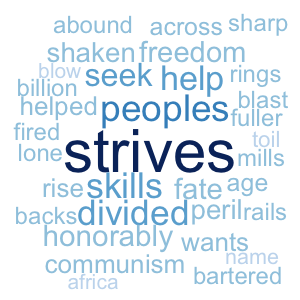 abound across sharp
shaken freedom
blow seek help rings
billion
helped peoples blast
fuller
fired
lone strives toil
mills
rise skills fate age
backs divided peril rails
honorably wants
communism name
africa bartered